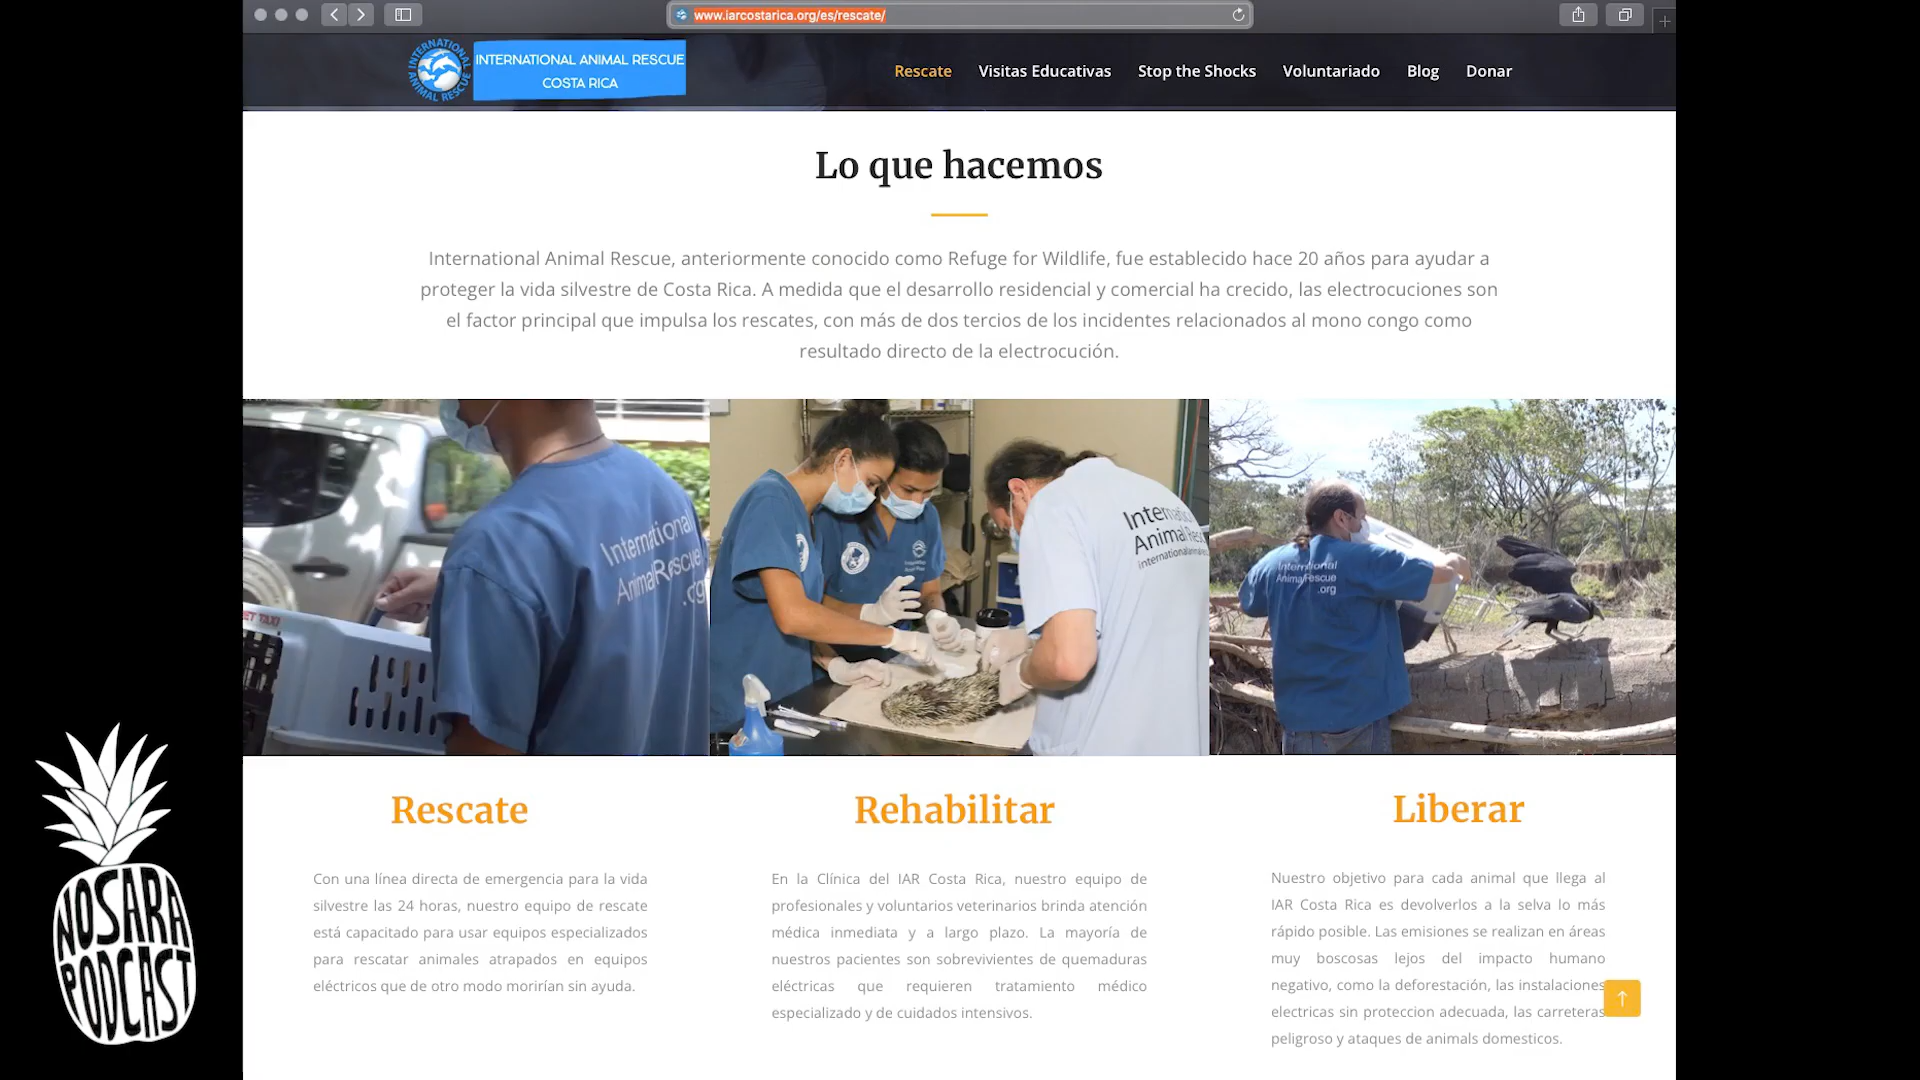 www.iarcostarica.org/es/rescate/
INTERNATIONAL ANIMAL RESCUE
INTERNATIONAL ANIMAL RESCUE
COSTA RICA
Rescate Visitas Educativas Stop the Shocks Voluntariado Blog Donar
Lo que hacemos
International Animal Rescue, anteriormente conocido como Refuge for Wildlife, fue establecido hace 20 años para ayudar a
proteger la vida silvestre de Costa Rica. A medida que el desarrollo residencial y comercial ha crecido, las electrocuciones son
el factor principal que impulsa los rescates, con más de dos tercios de los incidentes relacionados al mono congo como
resultado directo de la electrocución.
International
Animal Rescue
.org
International
Animal
internationalanimal
International
Animal Rescue
.org
Rescate
Con una línea directa de emergencia para la vida
silvestre las 24 horas, nuestro equipo de rescate
está capacitado para usar equipos especializados
para rescatar animales atrapados en equipos
eléctricos que de otro modo morirían sin ayuda.
Rehabilitar
En la Clínica del IAR Costa Rica, nuestro equipo de
profesionales y voluntarios veterinarios brinda atención
médica inmediata y a largo plazo. La mayoría de
nuestros pacientes son sobrevivientes de quemaduras
eléctricas que requieren tratamiento médico
especializado y de cuidados intensivos.
Liberar
Nuestro objetivo para cada animal que llega al
IAR Costa Rica es devolverlos a la selva lo más
rápido posible. Las emisiones se realizan en áreas
muy boscosas lejos del impacto humano
negativo, como la deforestación, las instalaciones
electricas sin proteccion adecuada, las carreteras
peligroso y ataques de animals domesticos.
NOSARA
PODCAST